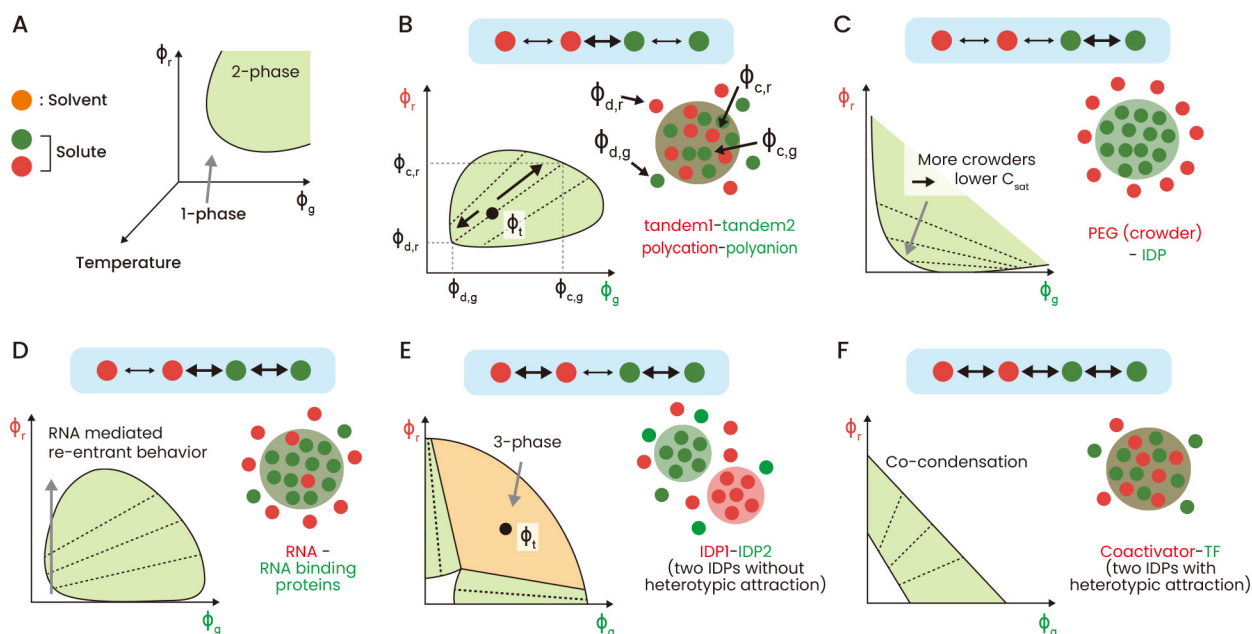 A
ϕr
2-phase
: Solvent
Solute
1-phase
ϕg
Temperature
B
ϕr
ϕc,r
ϕd,r
ϕt
ϕd,g
ϕc,g
ϕg
ϕd,r
ϕc,r
ϕd,g
ϕc,g
tandem1-tandem2
polycation-polyanion
C
ϕr
More crowders
lower Csat
ϕg
PEG (crowder)
- IDP
D
ϕr
RNA mediated
re-entrant behavior
ϕg
RNA -
RNA binding
proteins
E
ϕr
3-phase
ϕt
ϕg
IDP1-IDP2
(two IDPs without
heterotypic attraction)
F
ϕr
Co-condensation
ϕg
Coactivator-TF
(two IDPs with
heterotypic attraction)